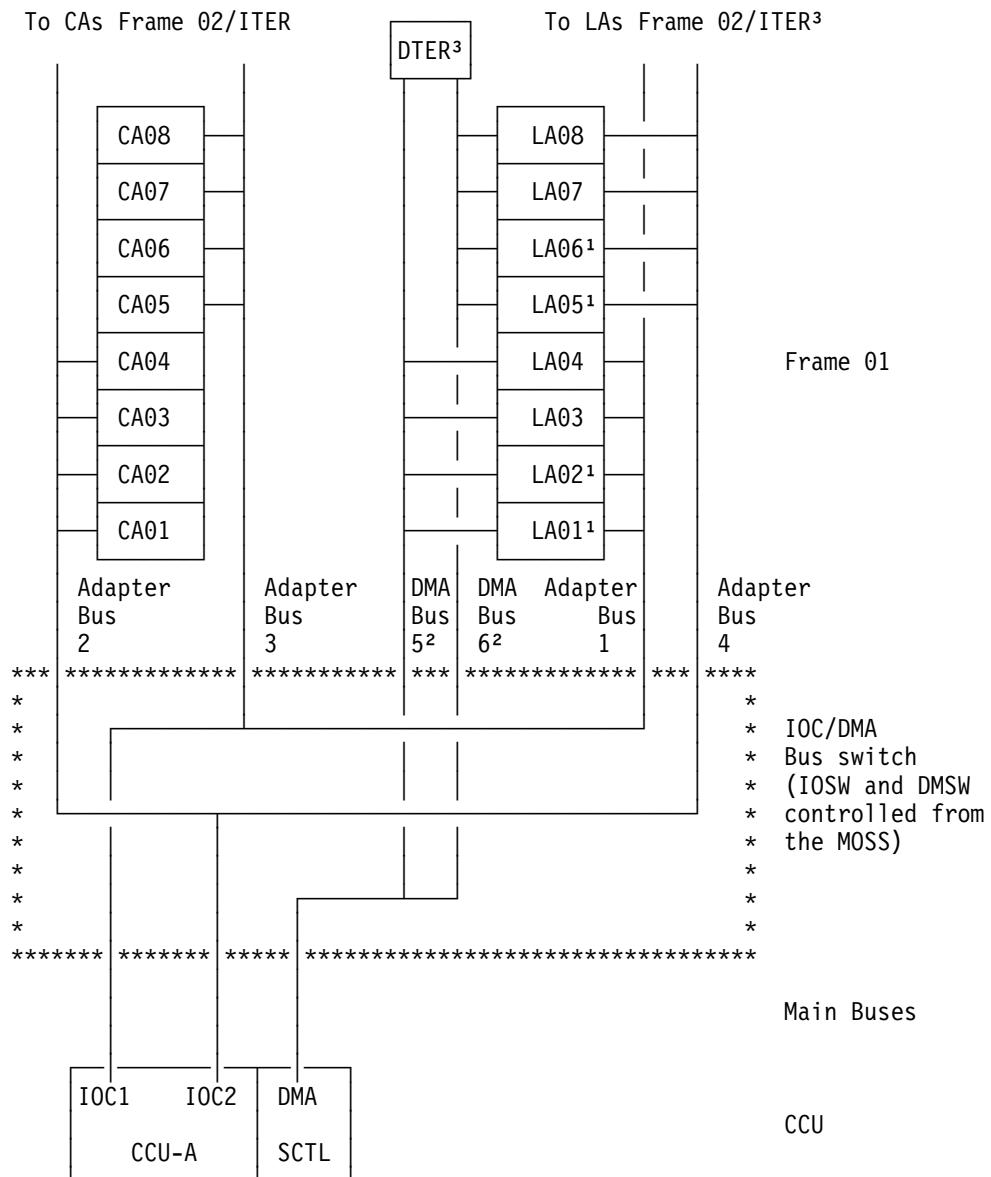 To CAs Frame 02/ITER
To LAs Frame 02/ITER³
DTER³
CA08
LA08
CA07
LA07
CA06
LA06¹
CA05
LA05¹
CA04
LA04
Frame 01
CA03
LA03
CA02
LA02¹
CA01
LA01¹
Adapter Bus 2
Adapter Bus 3
DMA Bus 5²
DMA Bus 6²
Adapter Bus 1
Adapter Bus 4
*** ************* *********** *** ************* *** ****
IOC/DMA
Bus switch
(IOSW and DMSW
controlled from
the MOSS)
******* ******* ***** **********************************
Main Buses
IOC1 IOC2 DMA
CCU
CCU-A SCTL